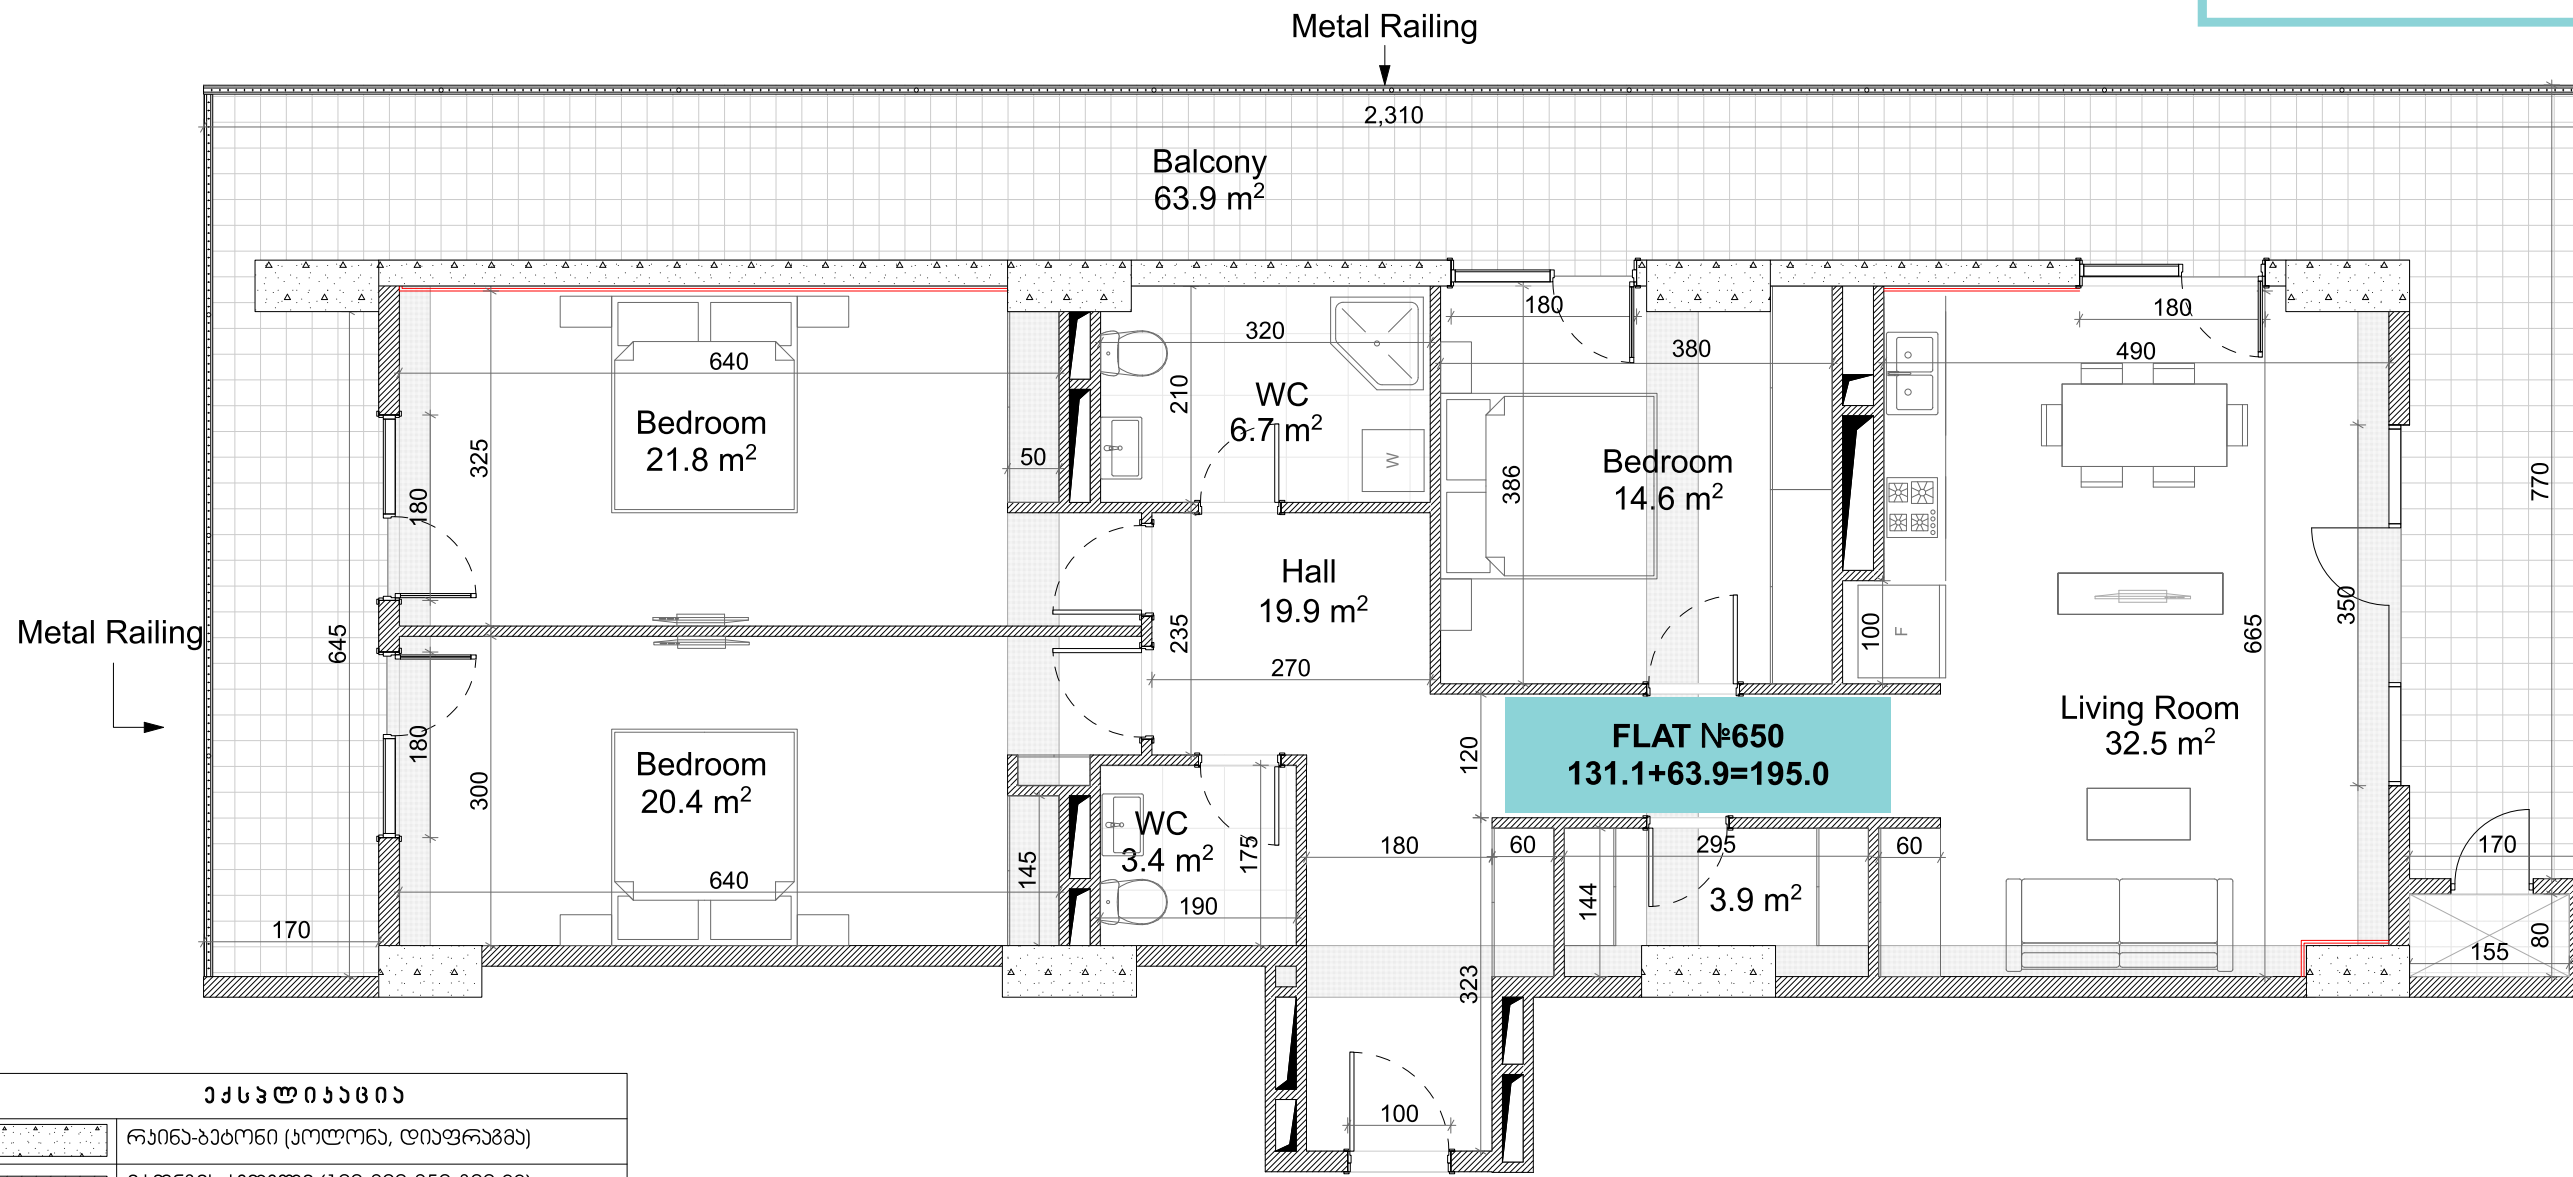 Metal Railing
2,310
Balcony
63.9 m²
180
180
320
380
490
640
210
WC
6.7 m²
Bedroom
21.8 m²
325
50
180
W
386
Bedroom
14.6 m²
770
Hall
19.9 m²
Metal Railing
645
235
270
100
F
350
665
Living Room
32.5 m²
FLAT №650
131.1+63.9=195.0
120
180
300
Bedroom
20.4 m²
640
WC
3.4 m²
175
145
190
180
60
295
60
144
3.9 m²
170
170
155
80
323
100
ექსპლიკაცია
რკინა-ბეტონი (კოლონა, დიაფრაგმა)